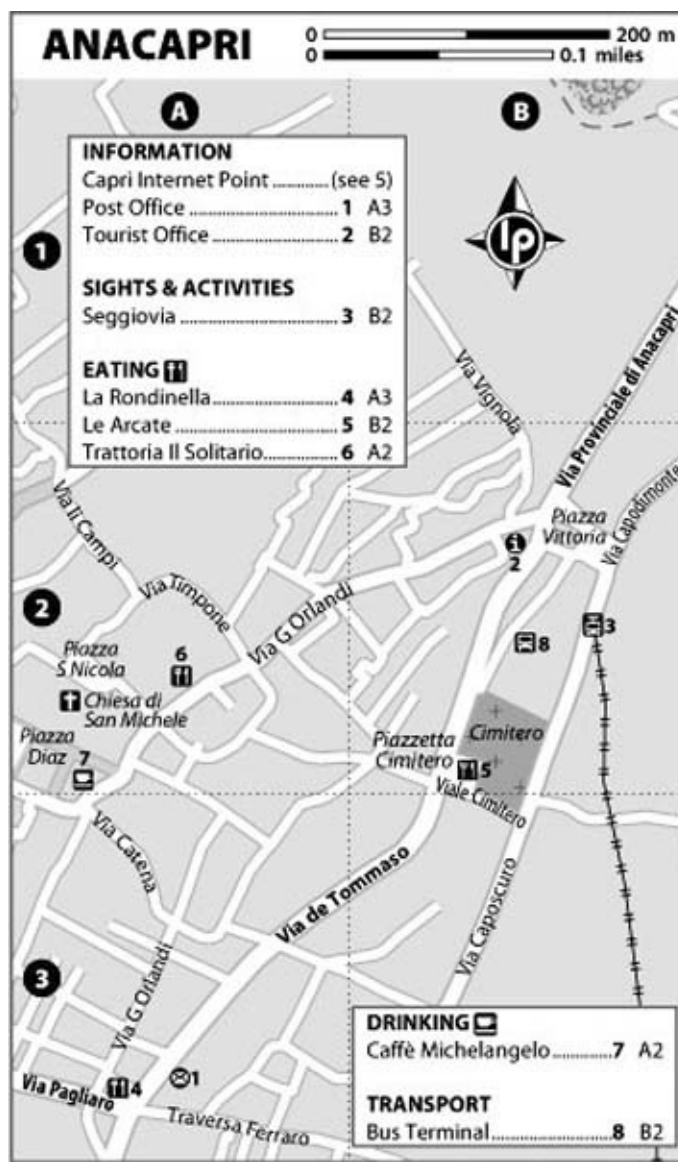 ANACAPRI
0 200 m
0 0.1 miles
A
B
INFORMATION
Capri Internet Point ............(see 5)
Post Office ................................ 1 A3
Tourist Office ............................ 2 B2
SIGHTS & ACTIVITIES
Seggiovia .................................. 3 B2
EATING
La Rondinella ............................ 4 A3
Le Arcate .................................. 5 B2
Trattoria Il Solitario.................. 6 A2
1
lp
Via Vignola
Via Provinciale di Anacapri
Via Capodimonte
Piazza
Vittoria
Via li Campi
Via Timpone
Via G Orlandi
2
2
3
8
6
Piazza
S Nicola
Chiesa di
San Michele
Piazza
Diaz
7
Piazzetta
Cimitero
Cimitero
5
Viale Cimitero
Via Catena
Via de Tommaso
Via Caposcuro
3
Via G Orlandi
Via Pagliaro
4
1
Traversa Ferraro
DRINKING
Caffè Michelangelo ............7 A2
TRANSPORT
Bus Terminal ........................8 B2